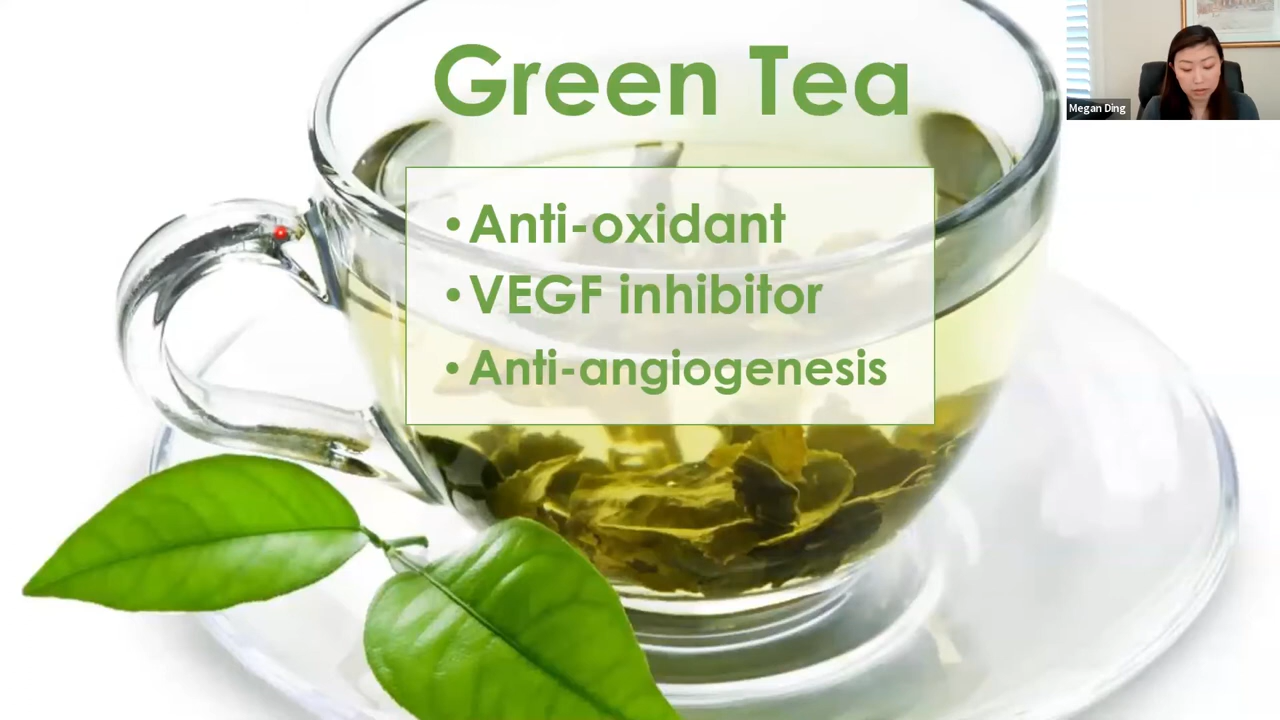 Green Tea
Megan Ding
•Anti-oxidant
•VEGF inhibitor
•Anti-angiogenesis